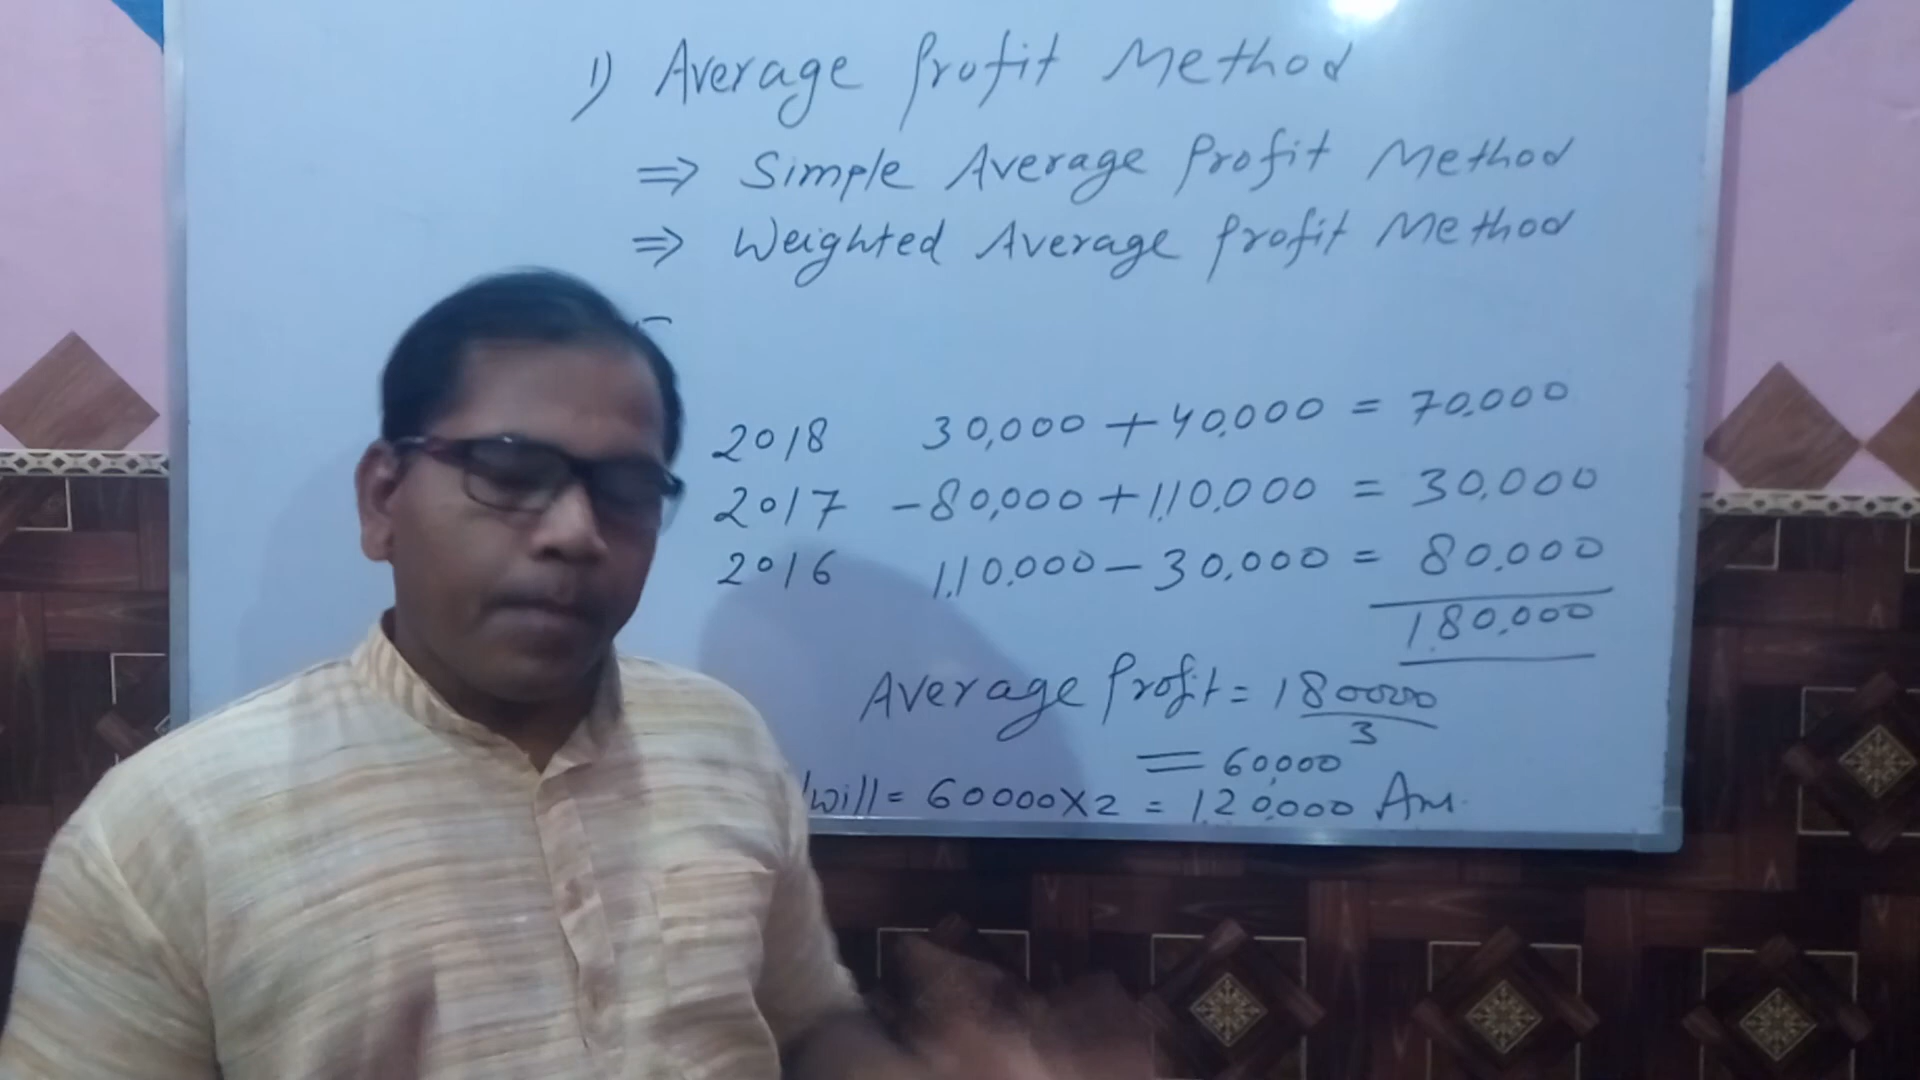 1) Average Profit Method
⇒ Simple Average Profit Method
⇒ Weighted Average Profit Method
2018 30,000 + 40,000 = 70,000
2017 -80,000 + 1,10,000 = 30,000
2016 1,10,000 - 30,000 = 80,000
1,80,000
Average Profit = 180000
3
= 60,000
will = 60000 X 2 = 1,20,000 Ans.